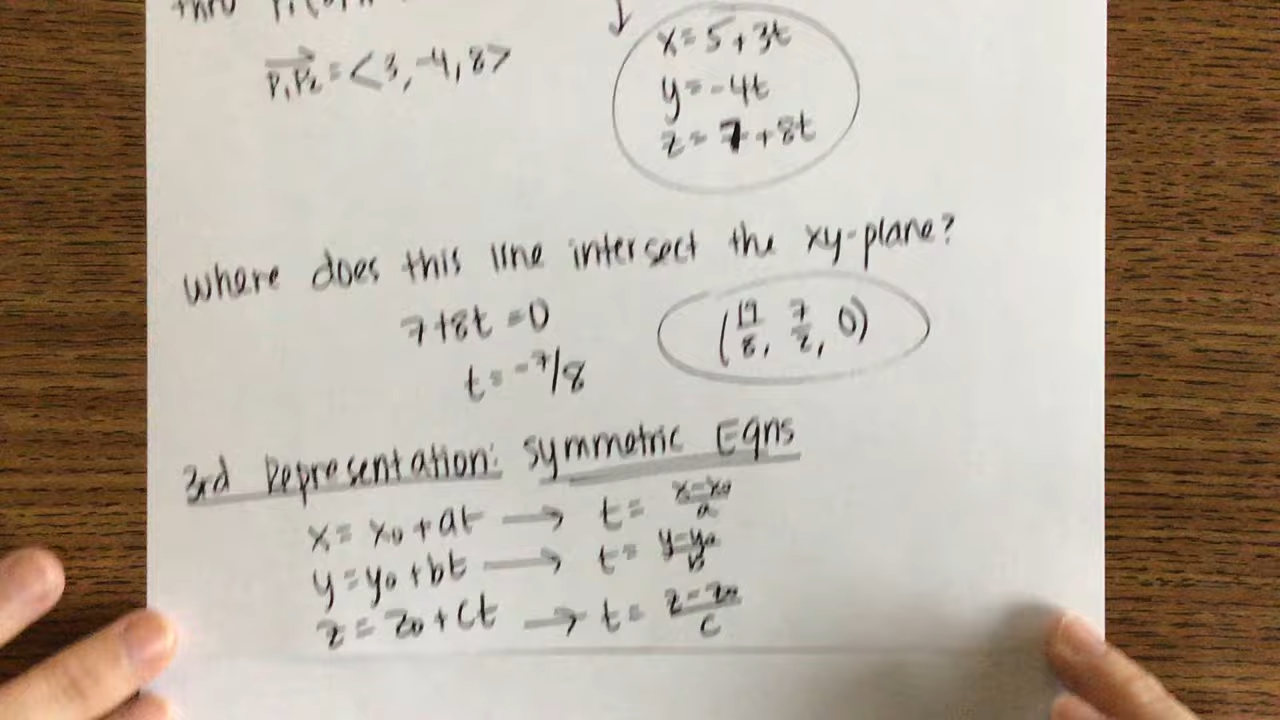 thru
x = 5 + 3t
P₁P₂ = <3, -4, 8>
y = -4t
z = 7 + 8t
where does this line intersect the xy-plane?
7+8t = 0
(19/8, 7/2, 0)
t = -7/8
3rd Representation: Symmetric Eqns
x = x₀ + at → t = x-x₀/a
y = y₀ + bt → t = y-y₀/b
z = z₀ + ct → t = z-z₀/c